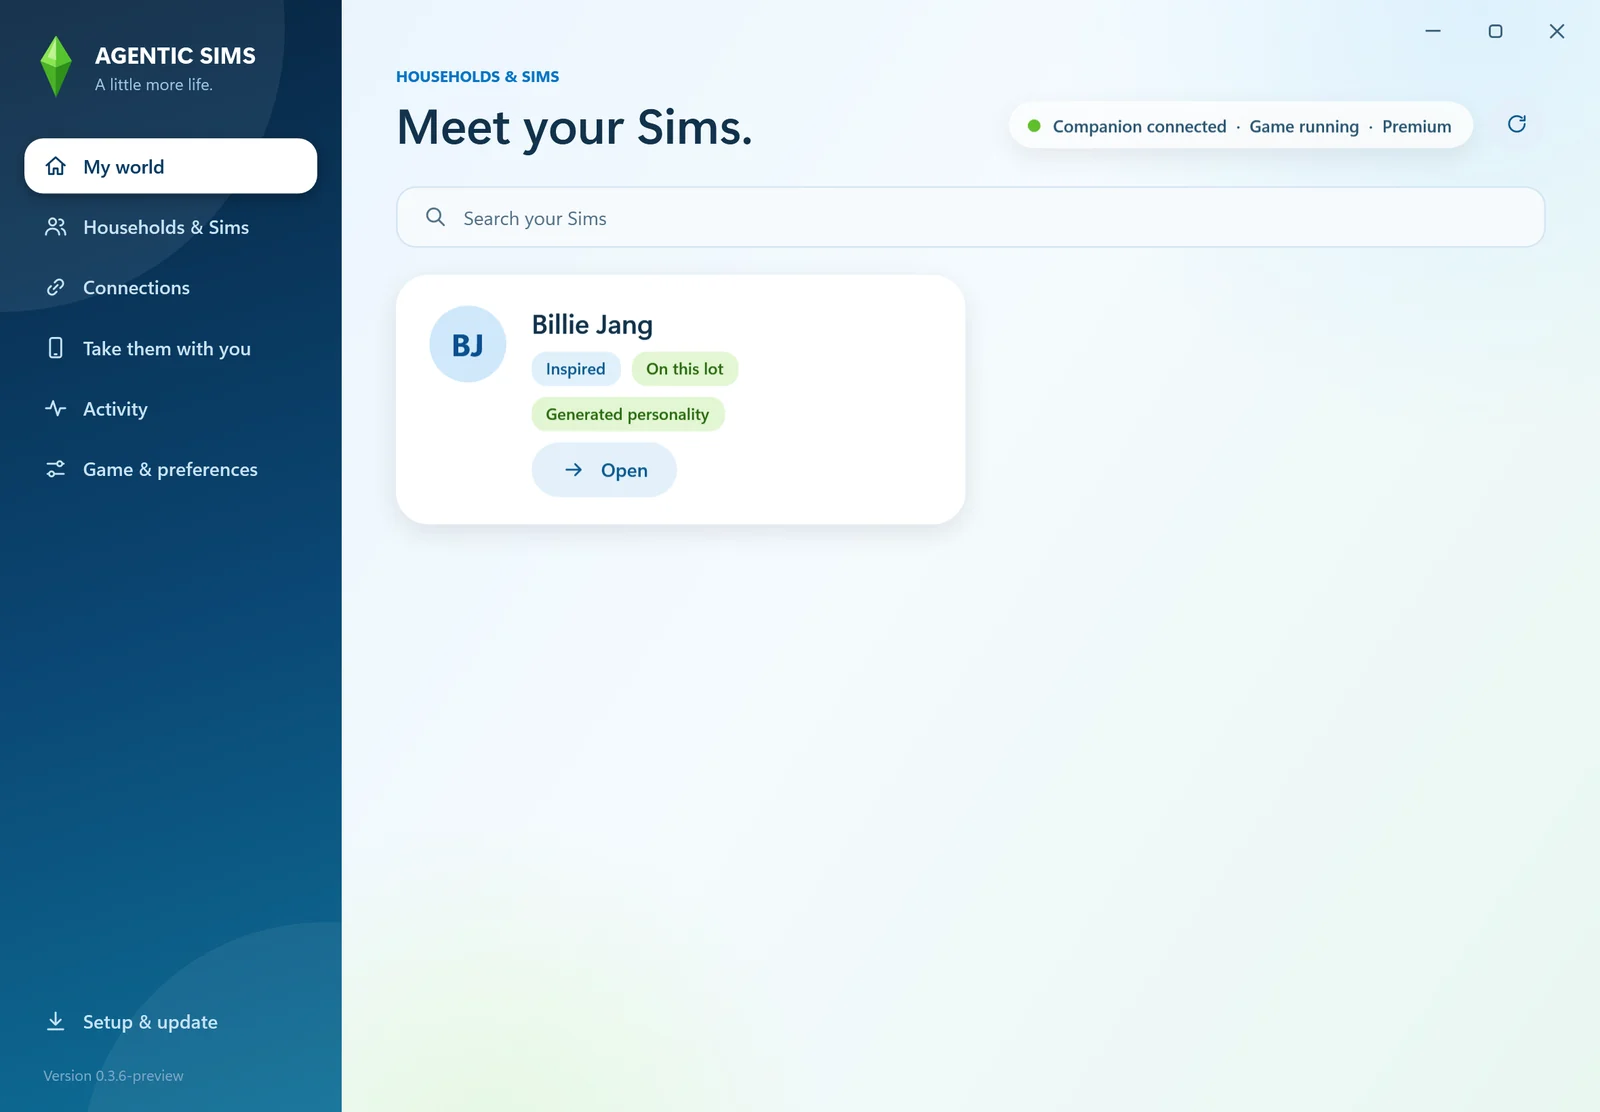 AGENTIC SIMS
A little more life.
My world
Households & Sims
Connections
Take them with you
Activity
Game & preferences
Setup & update
Version 0.3.6-preview
HOUSEHOLDS & SIMS
Meet your Sims.
Companion connected · Game running · Premium
Search your Sims
BJ
Billie Jang
Inspired
On this lot
Generated personality
Open